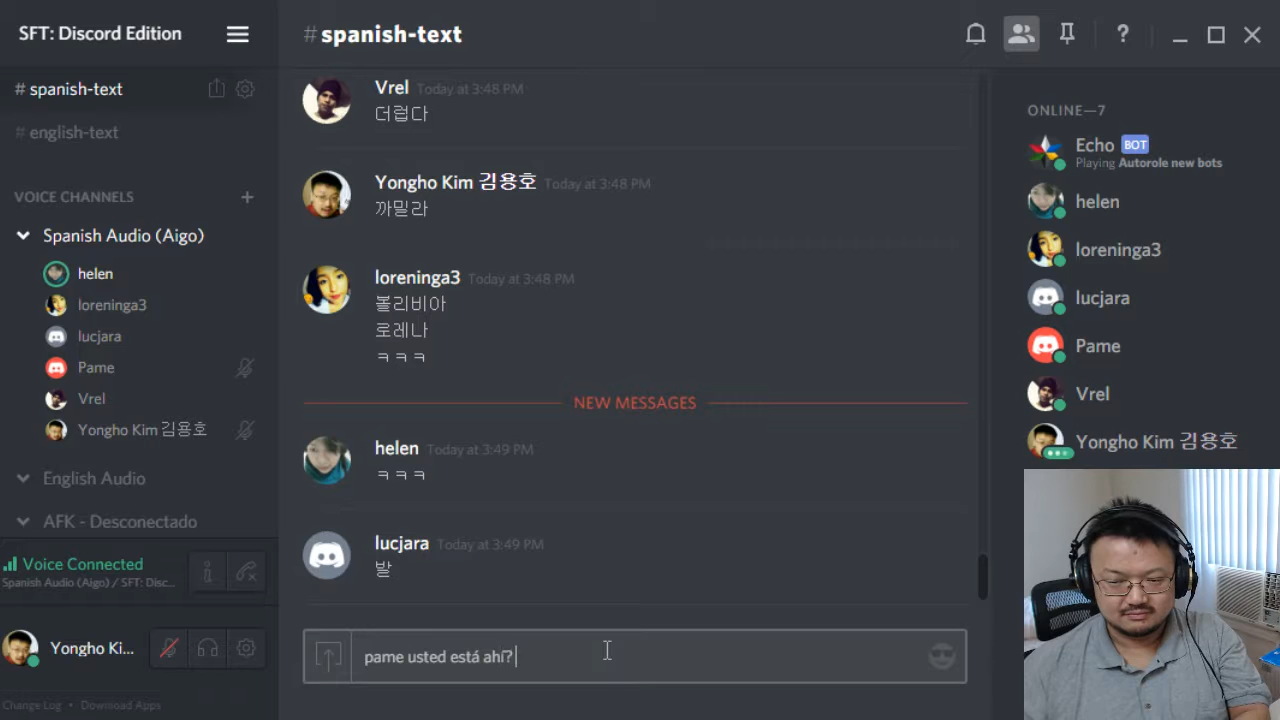 SFT: Discord Edition
# spanish-text
# english-text
VOICE CHANNELS
Spanish Audio (Aigo)
helen
loreninga3
lucjara
Pame
Vrel
Yongho Kim 김용호
English Audio
AFK - Desconectado
Voice Connected
Spanish Audio (Aigo) / SFT: Disc...
Yongho Ki...
Change Log • Download Apps
# spanish-text
Vrel Today at 3:48 PM
더럽다
Yongho Kim 김용호 Today at 3:48 PM
까밀라
loreninga3 Today at 3:48 PM
볼리비아
로레나
ㅋㅋㅋ
NEW MESSAGES
helen Today at 3:49 PM
ㅋㅋㅋ
lucjara Today at 3:49 PM
발
pame usted está ahí?
ONLINE—7
Echo BOT
Playing Autorole new bots
helen
loreninga3
lucjara
Pame
Vrel
Yongho Kim 김용호